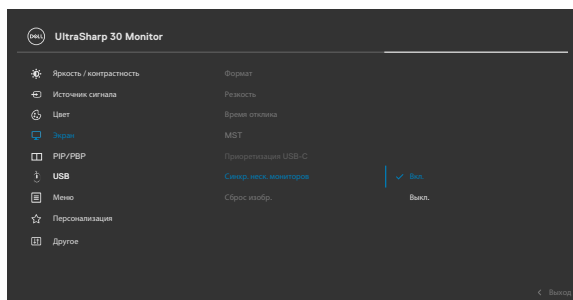 DELL
UltraSharp 30 Monitor
Яркость / контрастность
Источник сигнала
Цвет
Экран
PIP/PBP
USB
Меню
Персонализация
Другое
Формат
Резкость
Время отклика
MST
Приоретизация USB-C
Синхр. неск. мониторов
Сброс изобр.
Вкл.
Выкл.
Выход